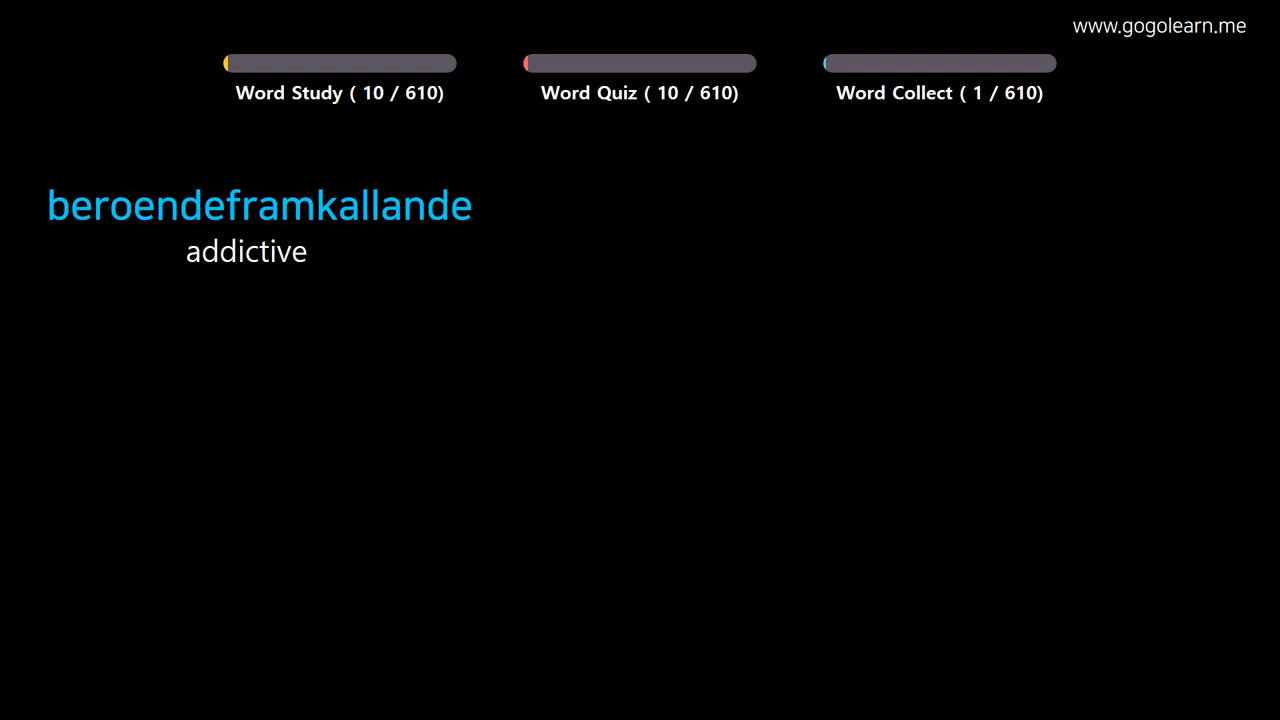 www.gogolearn.me
Word Study ( 10 / 610)
Word Quiz ( 10 / 610)
Word Collect ( 1 / 610)
beroendeframkallande
addictive